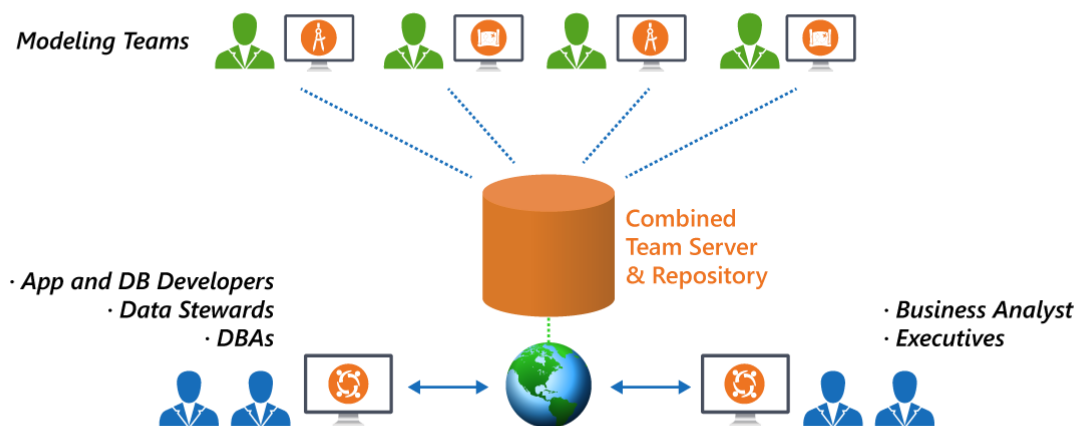 Modeling Teams
Combined
Team Server
& Repository
· App and DB Developers
· Data Stewards
· DBAs
· Business Analyst
· Executives